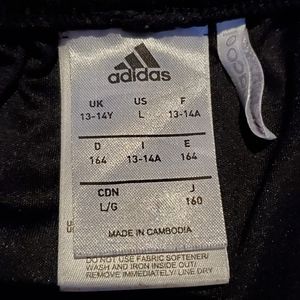 adidas
UK US F
13-14Y L 13-14A
D I E
164 13-14A 164
CDN J
L/G 160
MADE IN CAMBODIA
DO NOT USE FABRIC SOFTENER/
WASH AND IRON INSIDE OUT/
REMOVE IMMEDIATELY/ LINE DRY